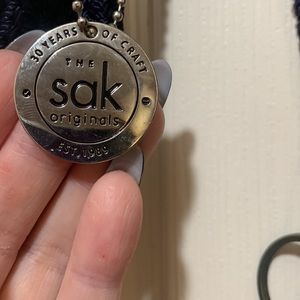 30 YEARS OF CRAFT
THE
sak
originals
EST. 1989